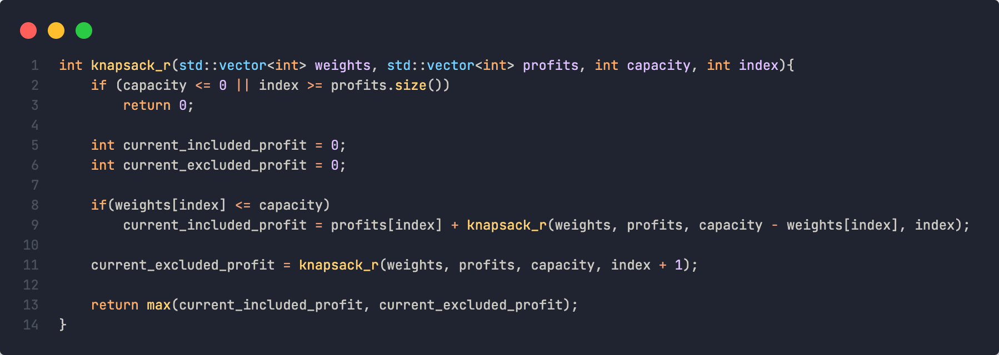 1 int knapsack_r(std::vector<int> weights, std::vector<int> profits, int capacity, int index){
2     if (capacity <= 0 || index >= profits.size())
3         return 0;
4
5     int current_included_profit = 0;
6     int current_excluded_profit = 0;
7
8     if(weights[index] <= capacity)
9         current_included_profit = profits[index] + knapsack_r(weights, profits, capacity - weights[index], index);
10
11     current_excluded_profit = knapsack_r(weights, profits, capacity, index + 1);
12
13     return max(current_included_profit, current_excluded_profit);
14 }